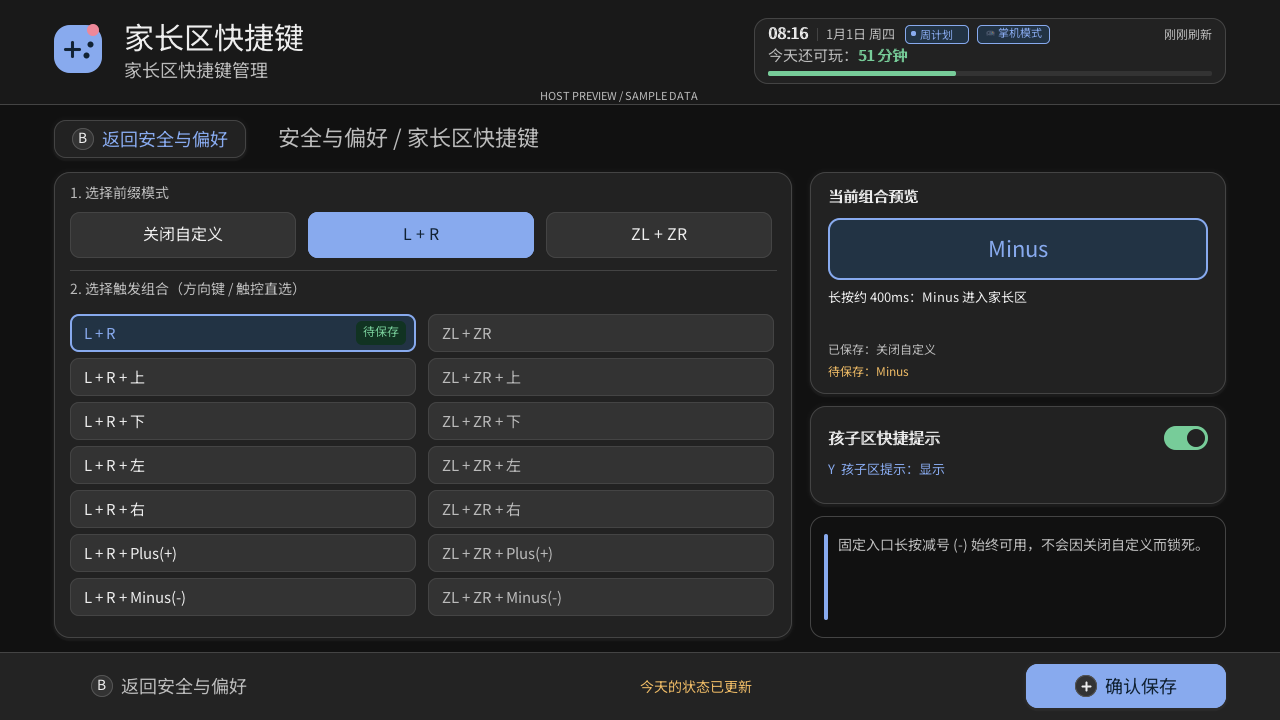 家长区快捷键
家长区快捷键管理
08:16 1月1日 周四 周计划 掌机模式 刚刚刷新
今天还可玩：51 分钟
HOST PREVIEW / SAMPLE DATA
B 返回安全与偏好
安全与偏好 / 家长区快捷键
1. 选择前缀模式
关闭自定义
L + R
ZL + ZR
2. 选择触发组合（方向键 / 触控直选）
L + R 待保存
ZL + ZR
L + R + 上
ZL + ZR + 上
L + R + 下
ZL + ZR + 下
L + R + 左
ZL + ZR + 左
L + R + 右
ZL + ZR + 右
L + R + Plus(+)
ZL + ZR + Plus(+)
L + R + Minus(-)
ZL + ZR + Minus(-)
当前组合预览
Minus
长按约 400ms：Minus 进入家长区
已保存：关闭自定义
待保存：Minus
孩子区快捷提示
Y 孩子区提示：显示
固定入口长按减号 (-) 始终可用，不会因关闭自定义而锁死。
B 返回安全与偏好
今天的状态已更新
+ 确认保存